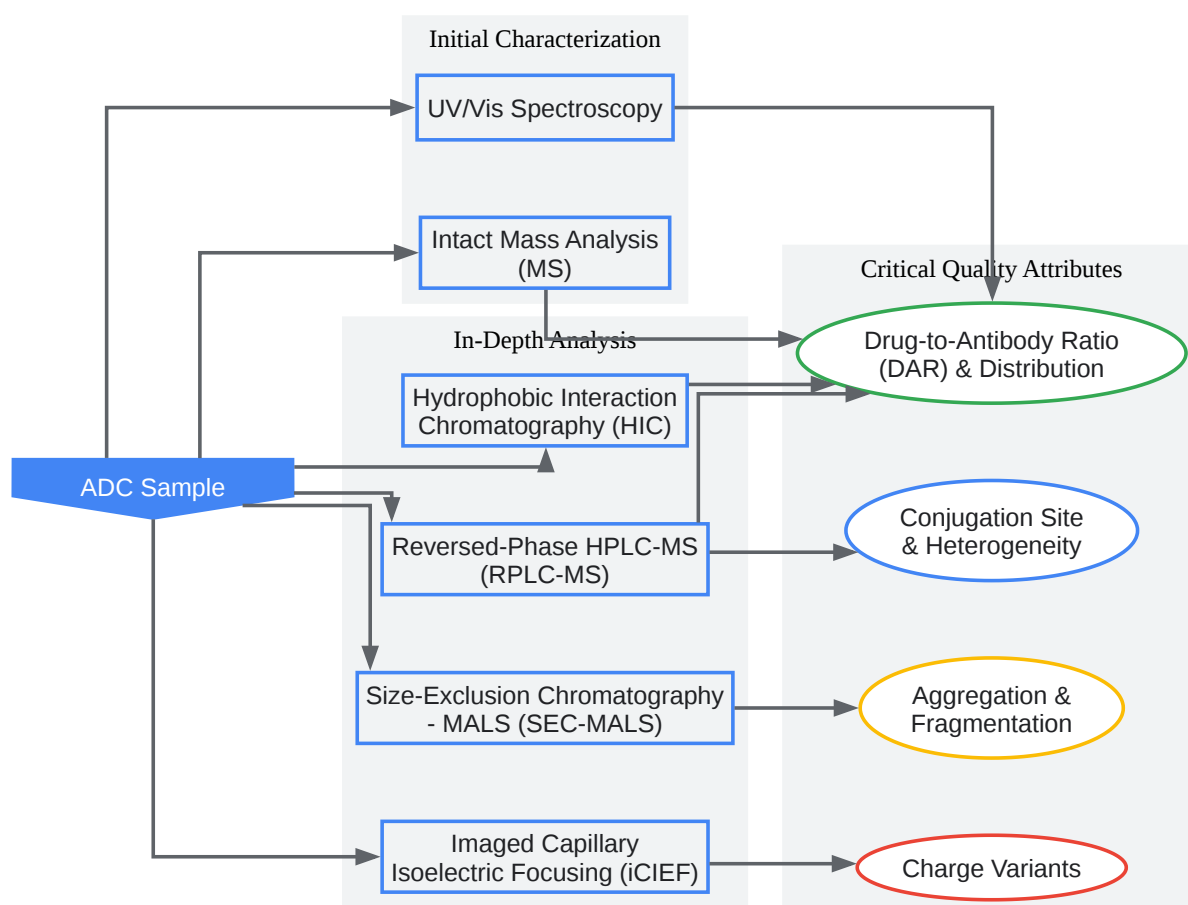 Initial Characterization
UV/Vis Spectroscopy
Intact Mass Analysis
(MS)
Critical Quality Attributes
In-Depth Analysis
Drug-to-Antibody Ratio
(DAR) & Distribution
Hydrophobic Interaction
Chromatography (HIC)
ADC Sample
Conjugation Site
& Heterogeneity
Reversed-Phase HPLC-MS
(RPLC-MS)
Size-Exclusion Chromatography
- MALS (SEC-MALS)
Aggregation &
Fragmentation
Imaged Capillary
Isoelectric Focusing (iCIEF)
Charge Variants